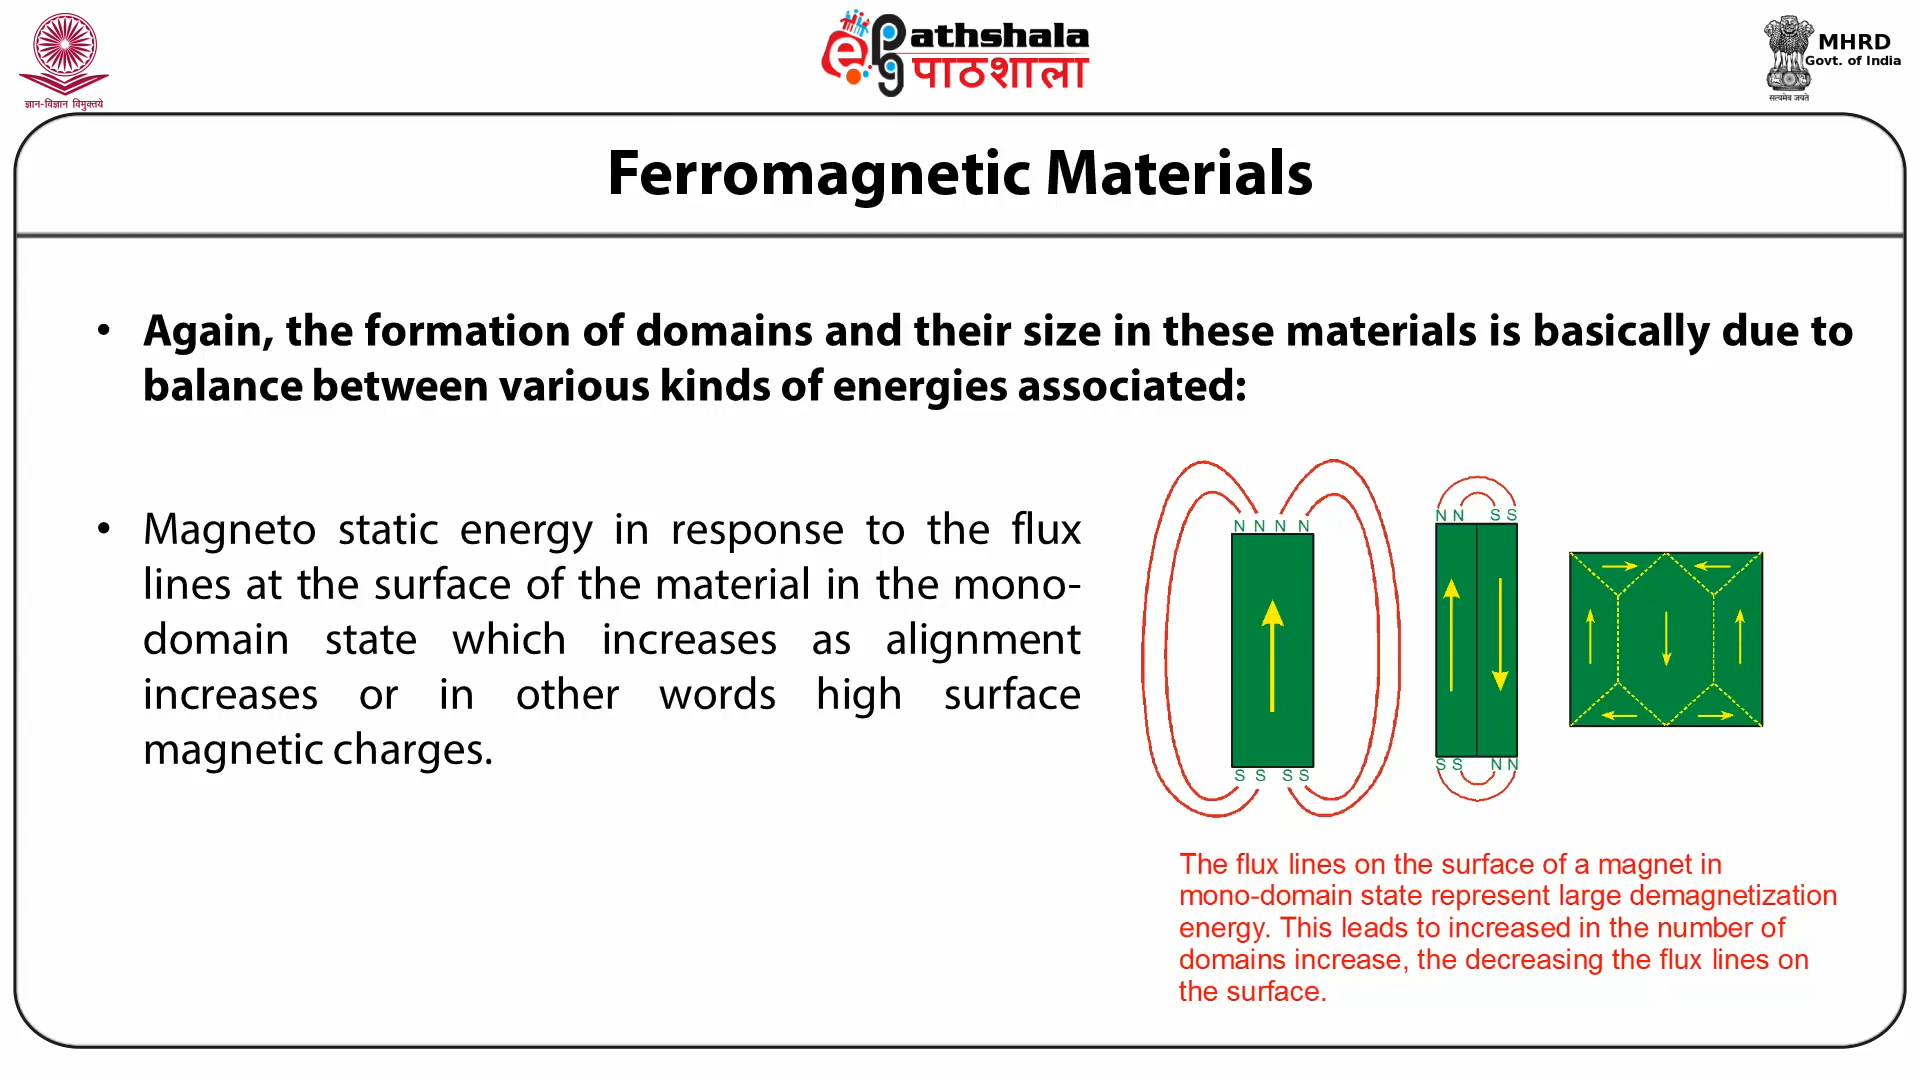 ज्ञान-विज्ञान विमुक्तये
ePathshala
पाठशाला
MHRD
Govt. of India
सत्यमेव जयते
Ferromagnetic Materials
• Again, the formation of domains and their size in these materials is basically due to
balance between various kinds of energies associated:
• Magneto static energy in response to the flux
lines at the surface of the material in the mono-
domain state which increases as alignment
increases or in other words high surface
magnetic charges.
N N N N
S S S S
N N S S
S S N N
The flux lines on the surface of a magnet in
mono-domain state represent large demagnetization
energy. This leads to increased in the number of
domains increase, the decreasing the flux lines on
the surface.